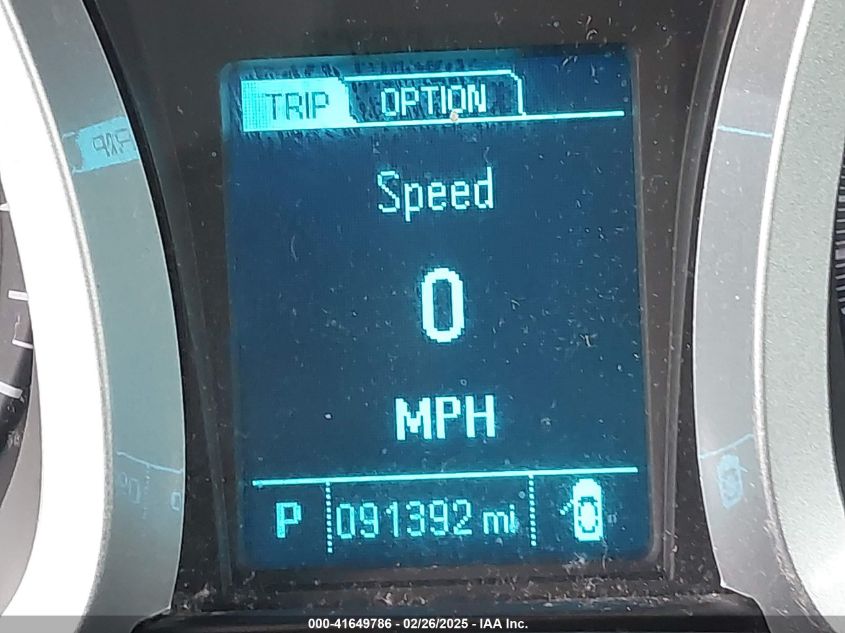 TRIP OPTION
Speed
0
MPH
P 091392 mi
000-41649786 - 02/26/2025 - IAA Inc.